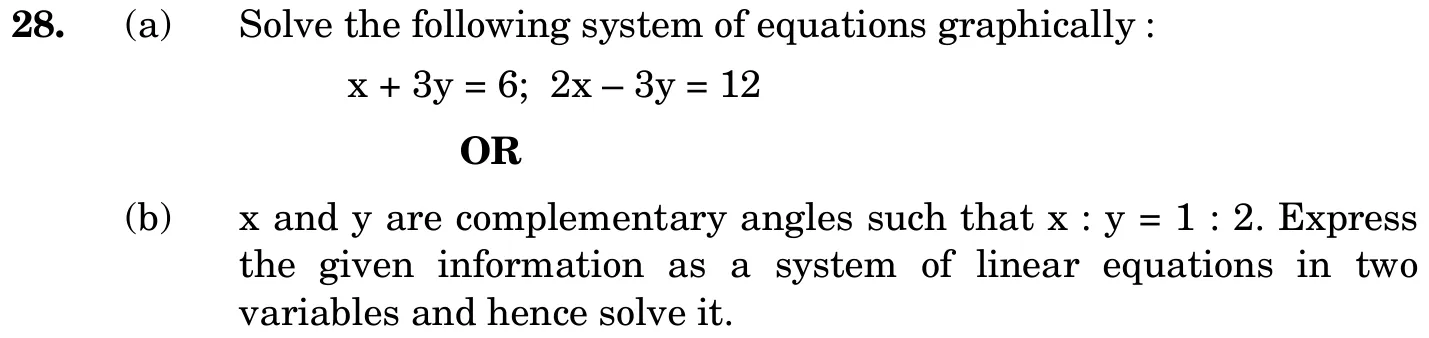 28. (a) Solve the following system of equations graphically :
x + 3y = 6; 2x – 3y = 12
OR
(b) x and y are complementary angles such that x : y = 1 : 2. Express
the given information as a system of linear equations in two
variables and hence solve it.